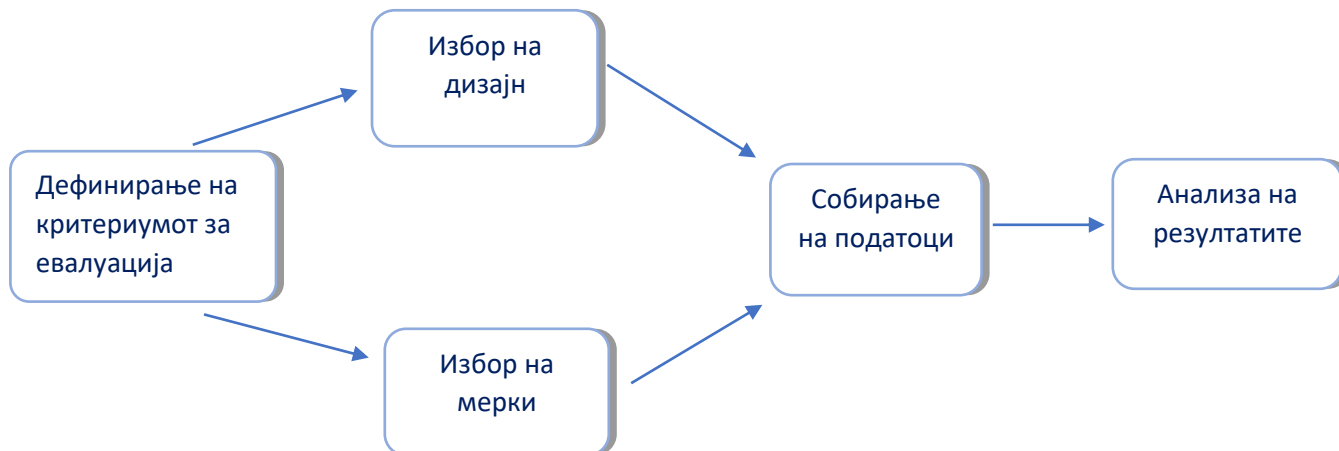 Дефинирање на
критериумот за
евалуација
Избор на
дизајн
Избор на
мерки
Собирање
на податоци
Анализа на
резултатите